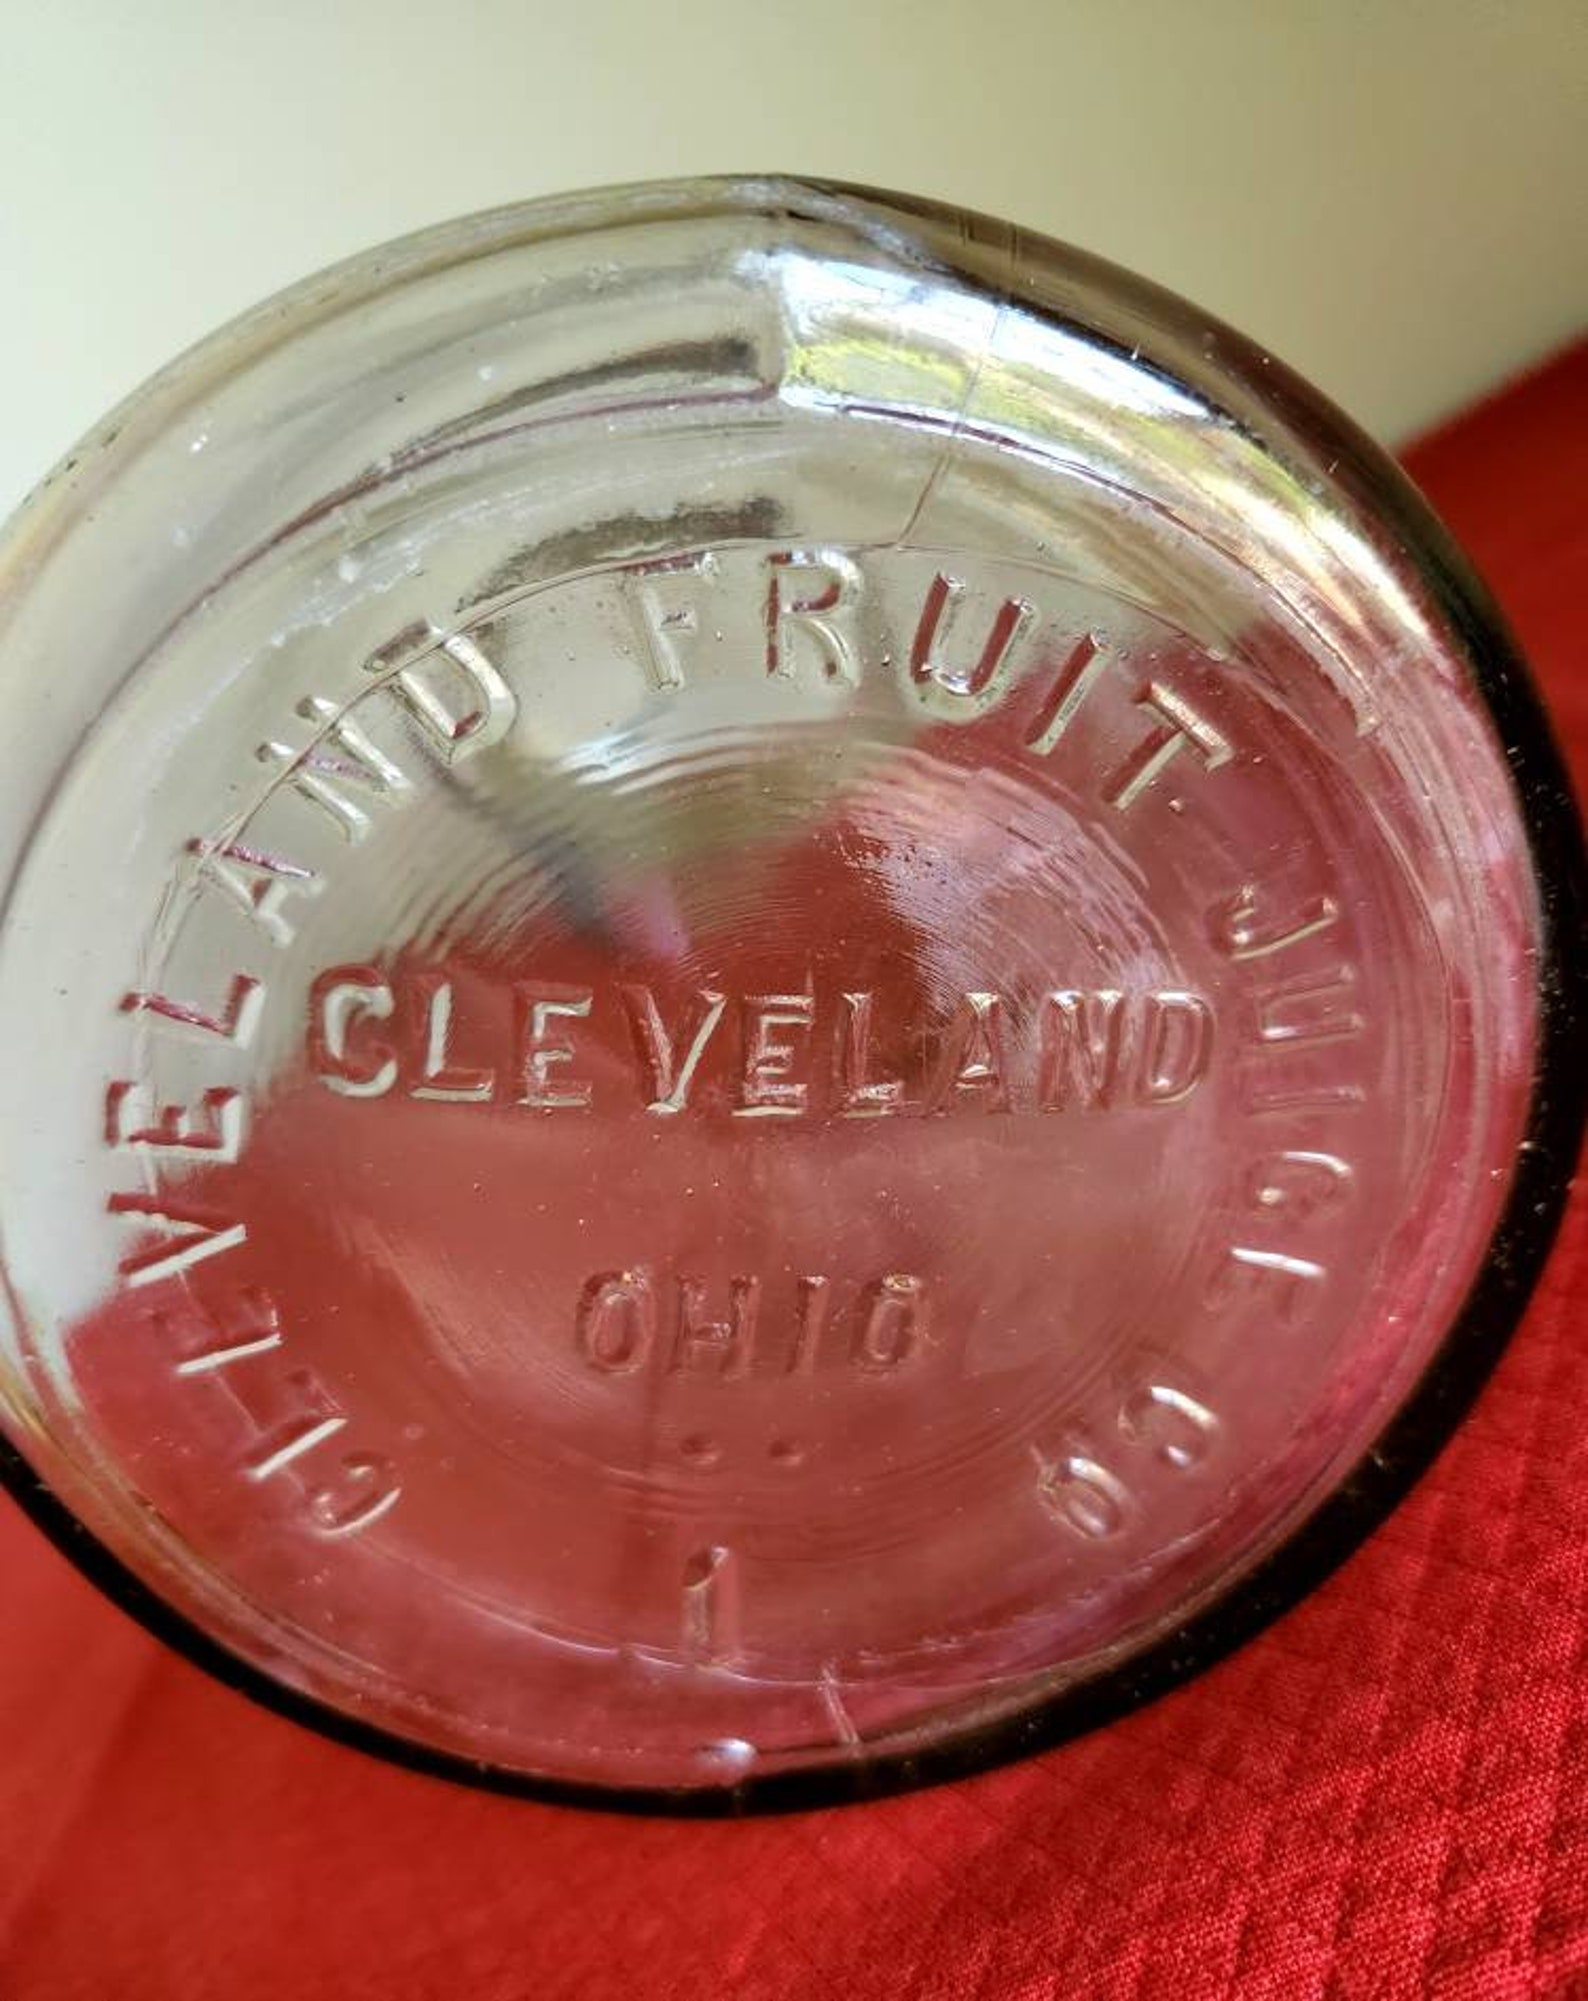 CLEVELAND FRUIT JUICE CO
CLEVELAND
OHIO
1